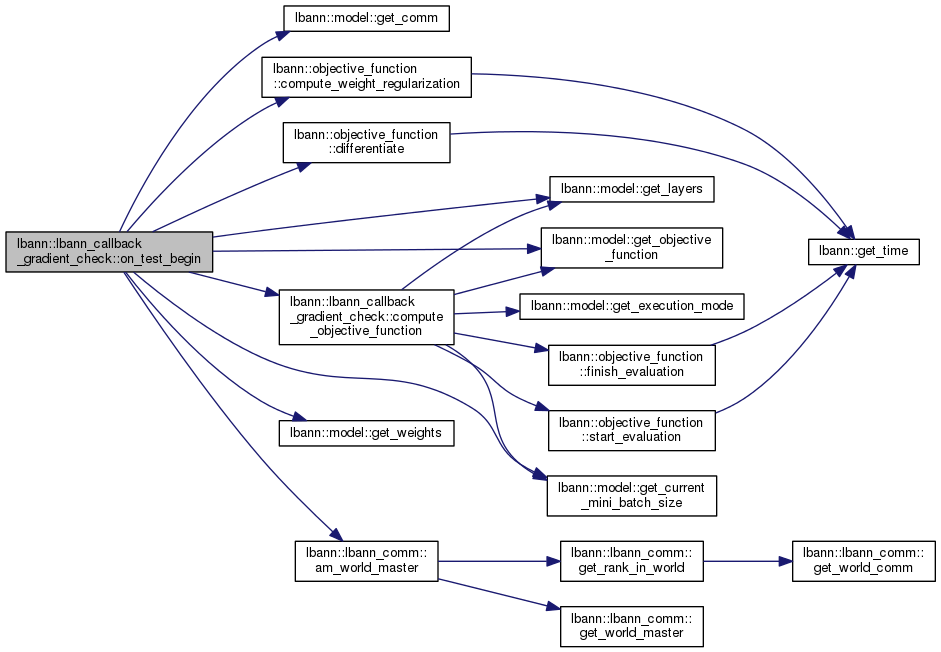 lbann::model::get_comm
lbann::objective_function
::compute_weight_regularization
lbann::objective_function
::differentiate
lbann::model::get_layers
lbann::lbann_callback
_gradient_check::on_test_begin
lbann::model::get_objective
_function
lbann::get_time
lbann::lbann_callback
_gradient_check::compute
_objective_function
lbann::model::get_execution_mode
lbann::objective_function
::finish_evaluation
lbann::objective_function
::start_evaluation
lbann::model::get_weights
lbann::model::get_current
_mini_batch_size
lbann::lbann_comm::
am_world_master
lbann::lbann_comm::
get_rank_in_world
lbann::lbann_comm::
get_world_comm
lbann::lbann_comm::
get_world_master